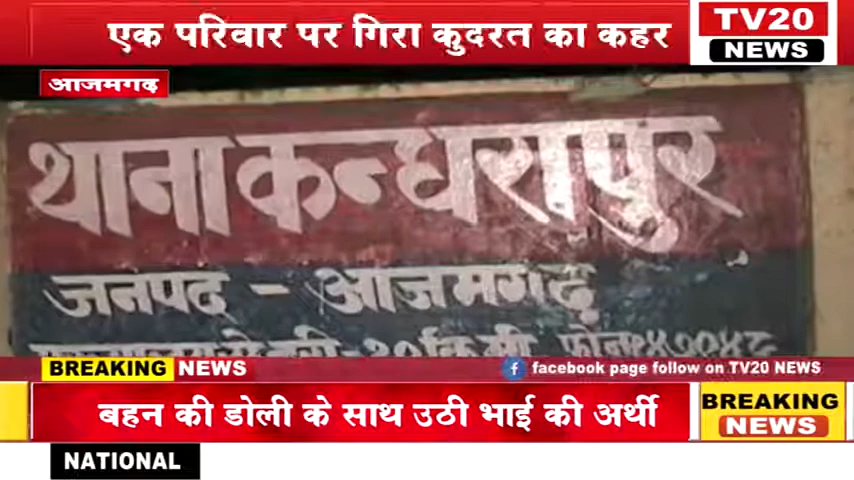 एक परिवार पर गिरा कुदरत का कहर
TV20
NEWS
आजमगढ़
थाना कन्धरापुर
जनपद - आजमगढ़
BREAKING NEWS
facebook page follow on TV20 NEWS
बहन की डोली के साथ उठी भाई की अर्थी
BREAKING
NEWS
NATIONAL